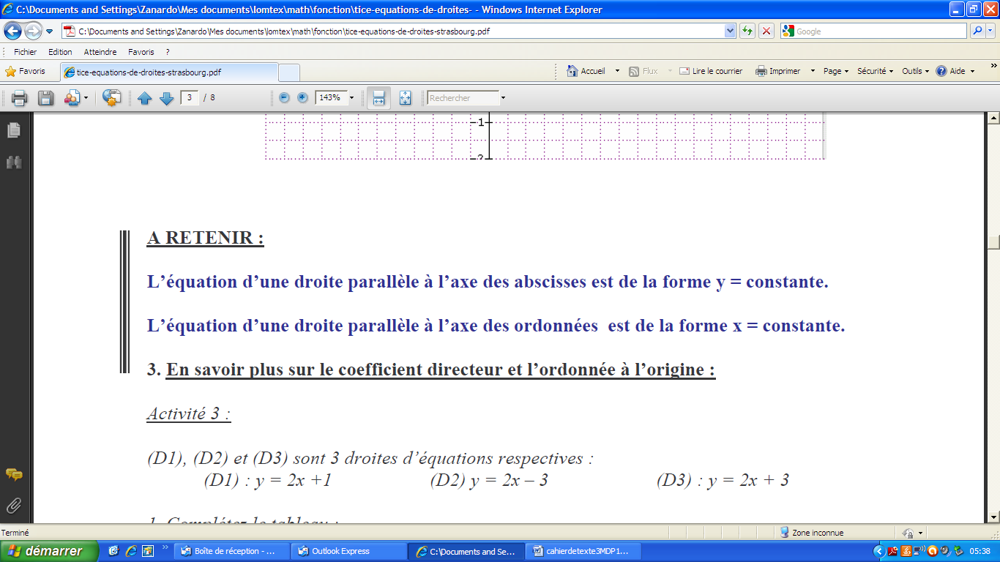 C:\Documents and Settings\Zanardo\Mes documents\lomtex\math\fonction\tice-equations-de-droites- - Windows Internet Explorer
C:\Documents and Settings\Zanardo\Mes documents\lomtex\math\fonction\tice-equations-de-droites-strasbourg.pdf
Google
Fichier Edition Atteindre Favoris ?
Favoris tice-equations-de-droites-strasbourg.pdf Accueil Flux Lire le courrier Imprimer Page Sécurité Outils Aide »
3 / 8 143% Rechercher
-1
-2
A RETENIR :
L’équation d’une droite parallèle à l’axe des abscisses est de la forme y = constante.
L’équation d’une droite parallèle à l’axe des ordonnées est de la forme x = constante.
3. En savoir plus sur le coefficient directeur et l’ordonnée à l’origine :
Activité 3 :
(D1), (D2) et (D3) sont 3 droites d’équations respectives :
(D1) : y = 2x +1 (D2) y = 2x – 3 (D3) : y = 2x + 3
1. Complétez le tableau :
Terminé Zone inconnue
démarrer » Boîte de réception - ... Outlook Express C:\Documents and Se... cahierdetexte3MDP1... 05:38